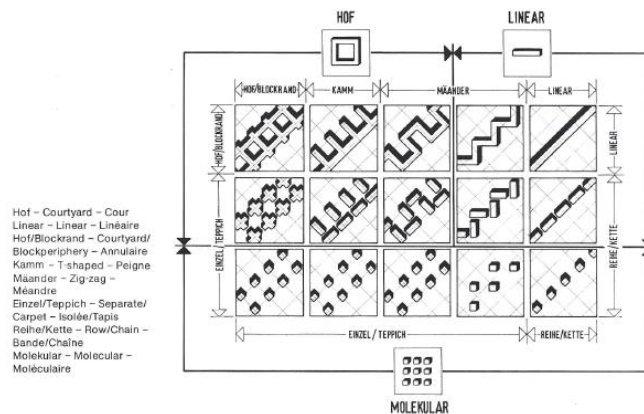 HOF
LINEAR
HOF/BLOCKRAND
KAMM
MÄANDER
LINEAR
HOF/BLOCKRAND
LINEAR
EINZEL/TEPPICH
REIHE/KETTE
EINZEL/TEPPICH
REIHE/KETTE
MOLEKULAR
Hof – Courtyard – Cour
Linear – Linear – Linéaire
Hof/Blockrand – Courtyard/
Blockperiphery – Annulaire
Kamm – T-shaped – Peigne
Mäander – Zig-zag –
Méandre
Einzel/Teppich – Separate/
Carpet – Isolée/Tapis
Reihe/Kette – Row/Chain –
Bande/Chaîne
Molekular – Molecular –
Moléculaire